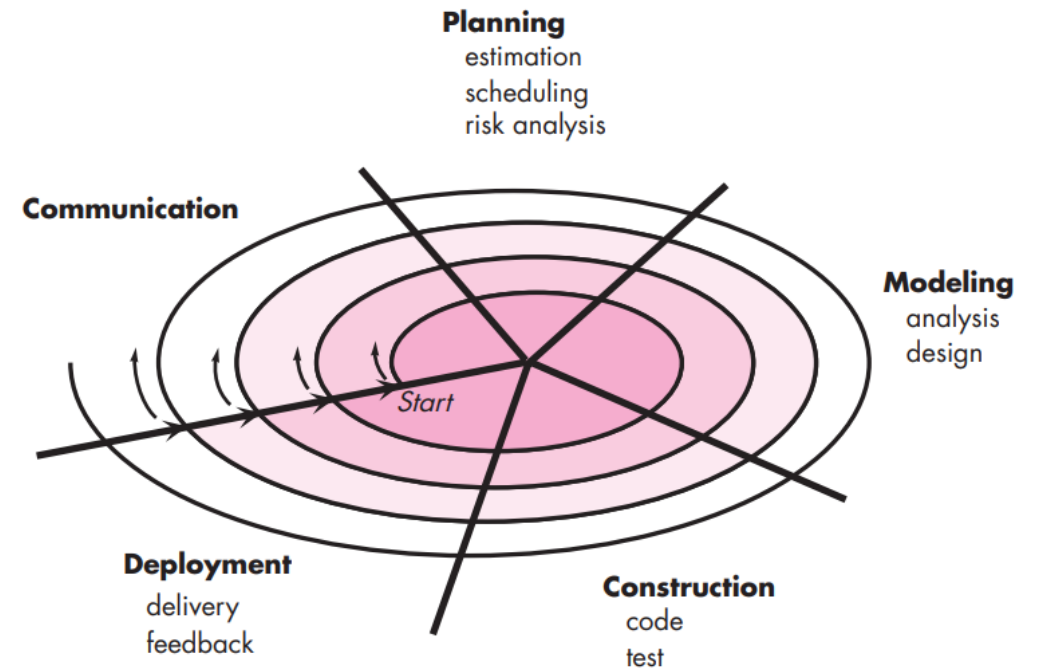 Planning
estimation
scheduling
risk analysis
Communication
Modeling
analysis
design
Start
Deployment
delivery
feedback
Construction
code
test